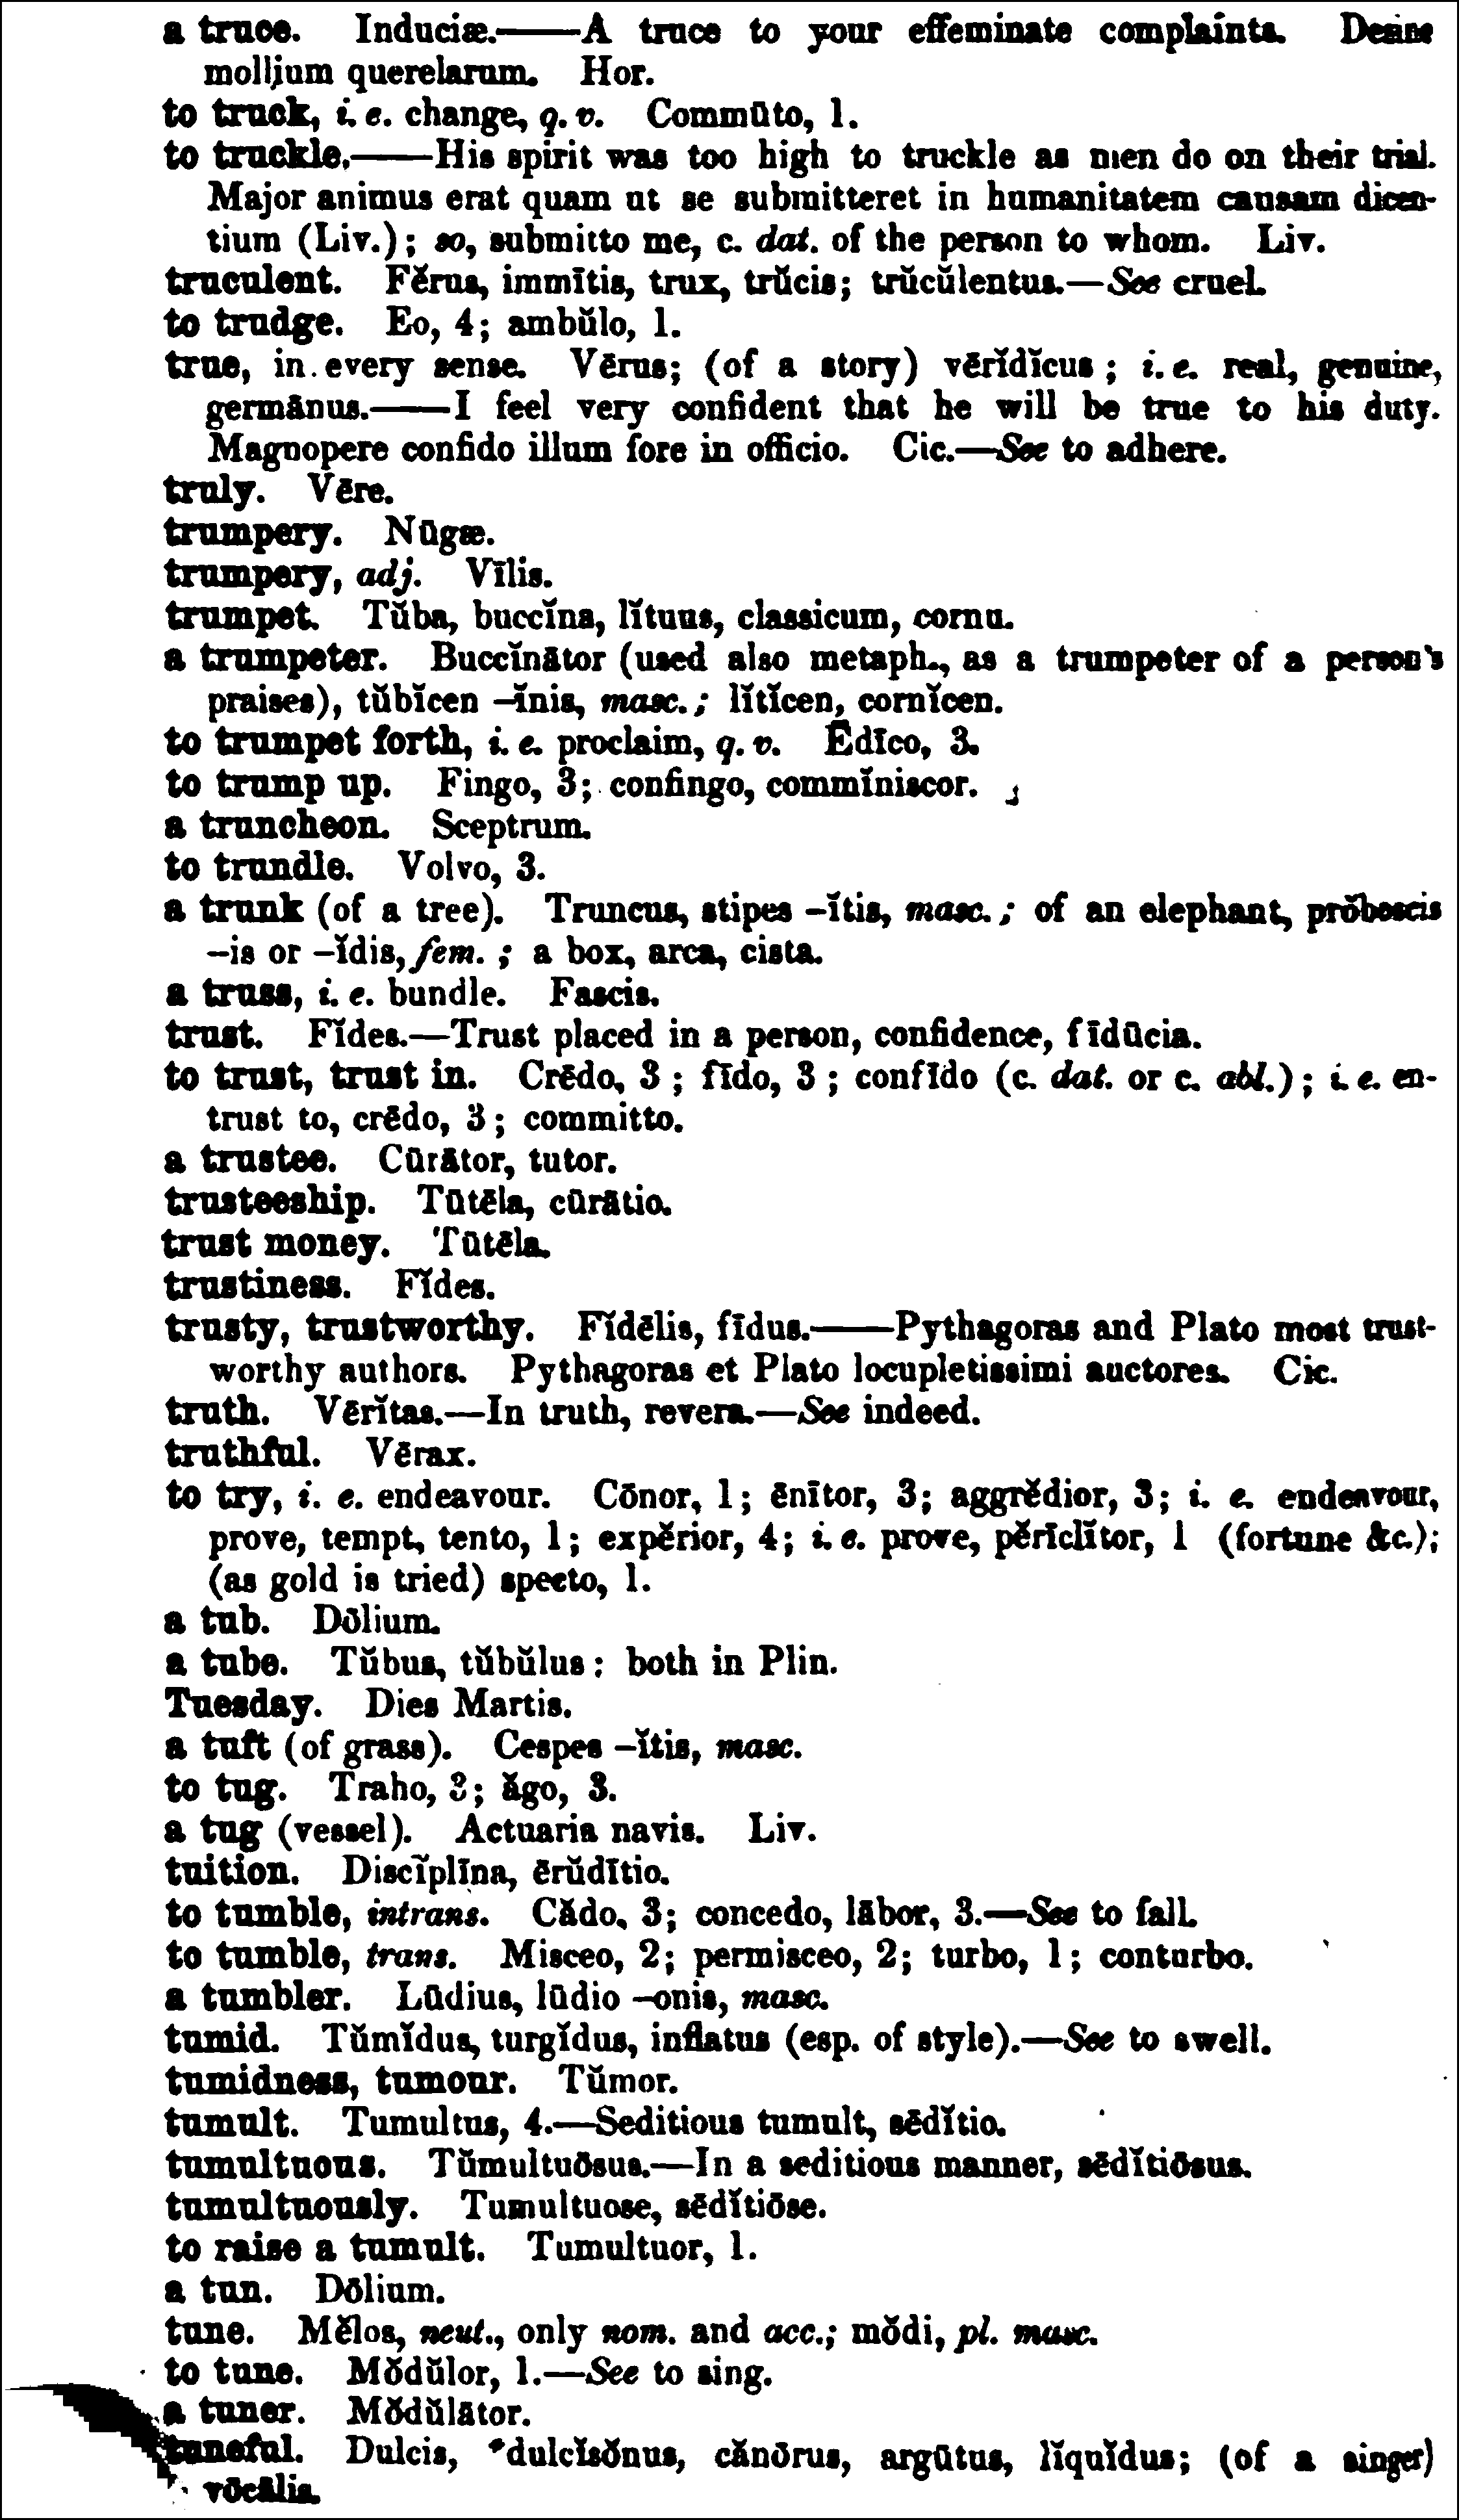 a truce. Induciæ.——A truce to your effeminate complaints. Desine
mollium querelarum. Hor.
to truck, i. e. change, q. v. Commūto, 1.
to truckle.——His spirit was too high to truckle as men do on their trial.
Major animus erat quam ut se submitteret in humanitatem causam dicen-
tium (Liv.); so, submitto me, c. dat. of the person to whom. Liv.
truculent. Fĕrus, immītis, trux, trŭcis; trŭcŭlentus.—See cruel.
to trudge. Eo, 4; ambŭlo, 1.
true, in every sense. Vērus; (of a story) vērĭdĭcus; i. e. real, genuine,
germānus.——I feel very confident that he will be true to his duty.
Magnopere confido illum fore in officio. Cic.—See to adhere.
truly. Vēre.
trumpery. Nūgæ.
trumpery, adj. Vīlis.
trumpet. Tŭba, buccĭna, lĭtuus, classicum, cornu.
a trumpeter. Buccĭnātor (used also metaph., as a trumpeter of a person's
praises), tŭbĭcen –ĭnis, masc.; lĭtĭcen, cornĭcen.
to trumpet forth, i. e. proclaim, q. v. Ēdīco, 3.
to trump up. Fingo, 3; confingo, commĭniscor.
a truncheon. Sceptrum.
to trundle. Volvo, 3.
a trunk (of a tree). Truncus, stipes –ĭtis, masc.; of an elephant, prŏboscis
–is or –ĭdis, fem.; a box, arca, cista.
a truss, i. e. bundle. Fascis.
trust. Fĭdes.—Trust placed in a person, confidence, fīdūcia.
to trust, trust in. Crēdo, 3; fīdo, 3; confīdo (c. dat. or c. abl.); i. e. en-
trust to, crēdo, 3; committo.
a trustee. Cūrātor, tutor.
trusteeship. Tūtēla, cūrātio.
trust money. Tūtēla.
trustiness. Fĭdes.
trusty, trustworthy. Fĭdēlis, fīdus.——Pythagoras and Plato most trust-
worthy authors. Pythagoras et Plato locupletissimi auctores. Cic.
truth. Vērĭtas.—In truth, revera.—See indeed.
truthful. Vērax.
to try, i. e. endeavour. Cōnor, 1; ēnītor, 3; aggrĕdior, 3; i. e. endeavour,
prove, tempt, tento, 1; expĕrior, 4; i. e. prove, pĕrīclĭtor, 1 (fortune &c.);
(as gold is tried) specto, 1.
a tub. Dōlium.
a tube. Tŭbus, tŭbŭlus: both in Plin.
Tuesday. Dies Martis.
a tuft (of grass). Cespes –ĭtis, masc.
to tug. Traho, 3; ăgo, 3.
a tug (vessel). Actuaria navis. Liv.
tuition. Discĭplīna, ērŭdītio.
to tumble, intrans. Cădo, 3; concedo, lābor, 3.—See to fall.
to tumble, trans. Misceo, 2; permisceo, 2; turbo, 1; conturbo.
a tumbler. Lūdius, lūdio –onis, masc.
tumid. Tŭmĭdus, turgĭdus, inflatus (esp. of style).—See to swell.
tumidness, tumour. Tŭmor.
tumult. Tumultus, 4.—Seditious tumult, sēdĭtio.
tumultuous. Tŭmultuōsus.—In a seditious manner, sēdĭtiōsus.
tumultuously. Tumultuose, sēdĭtiōse.
to raise a tumult. Tumultuor, 1.
a tun. Dōlium.
tune. Mĕlos, neut., only nom. and acc.; mŏdi, pl. masc.
to tune. Mŏdŭlor, 1.—See to sing.
a tuner. Mŏdŭlātor.
tuneful. Dulcis, *dulcĭsŏnus, cănōrus, argūtus, lĭquĭdus; (of a singer)
vōcālis.